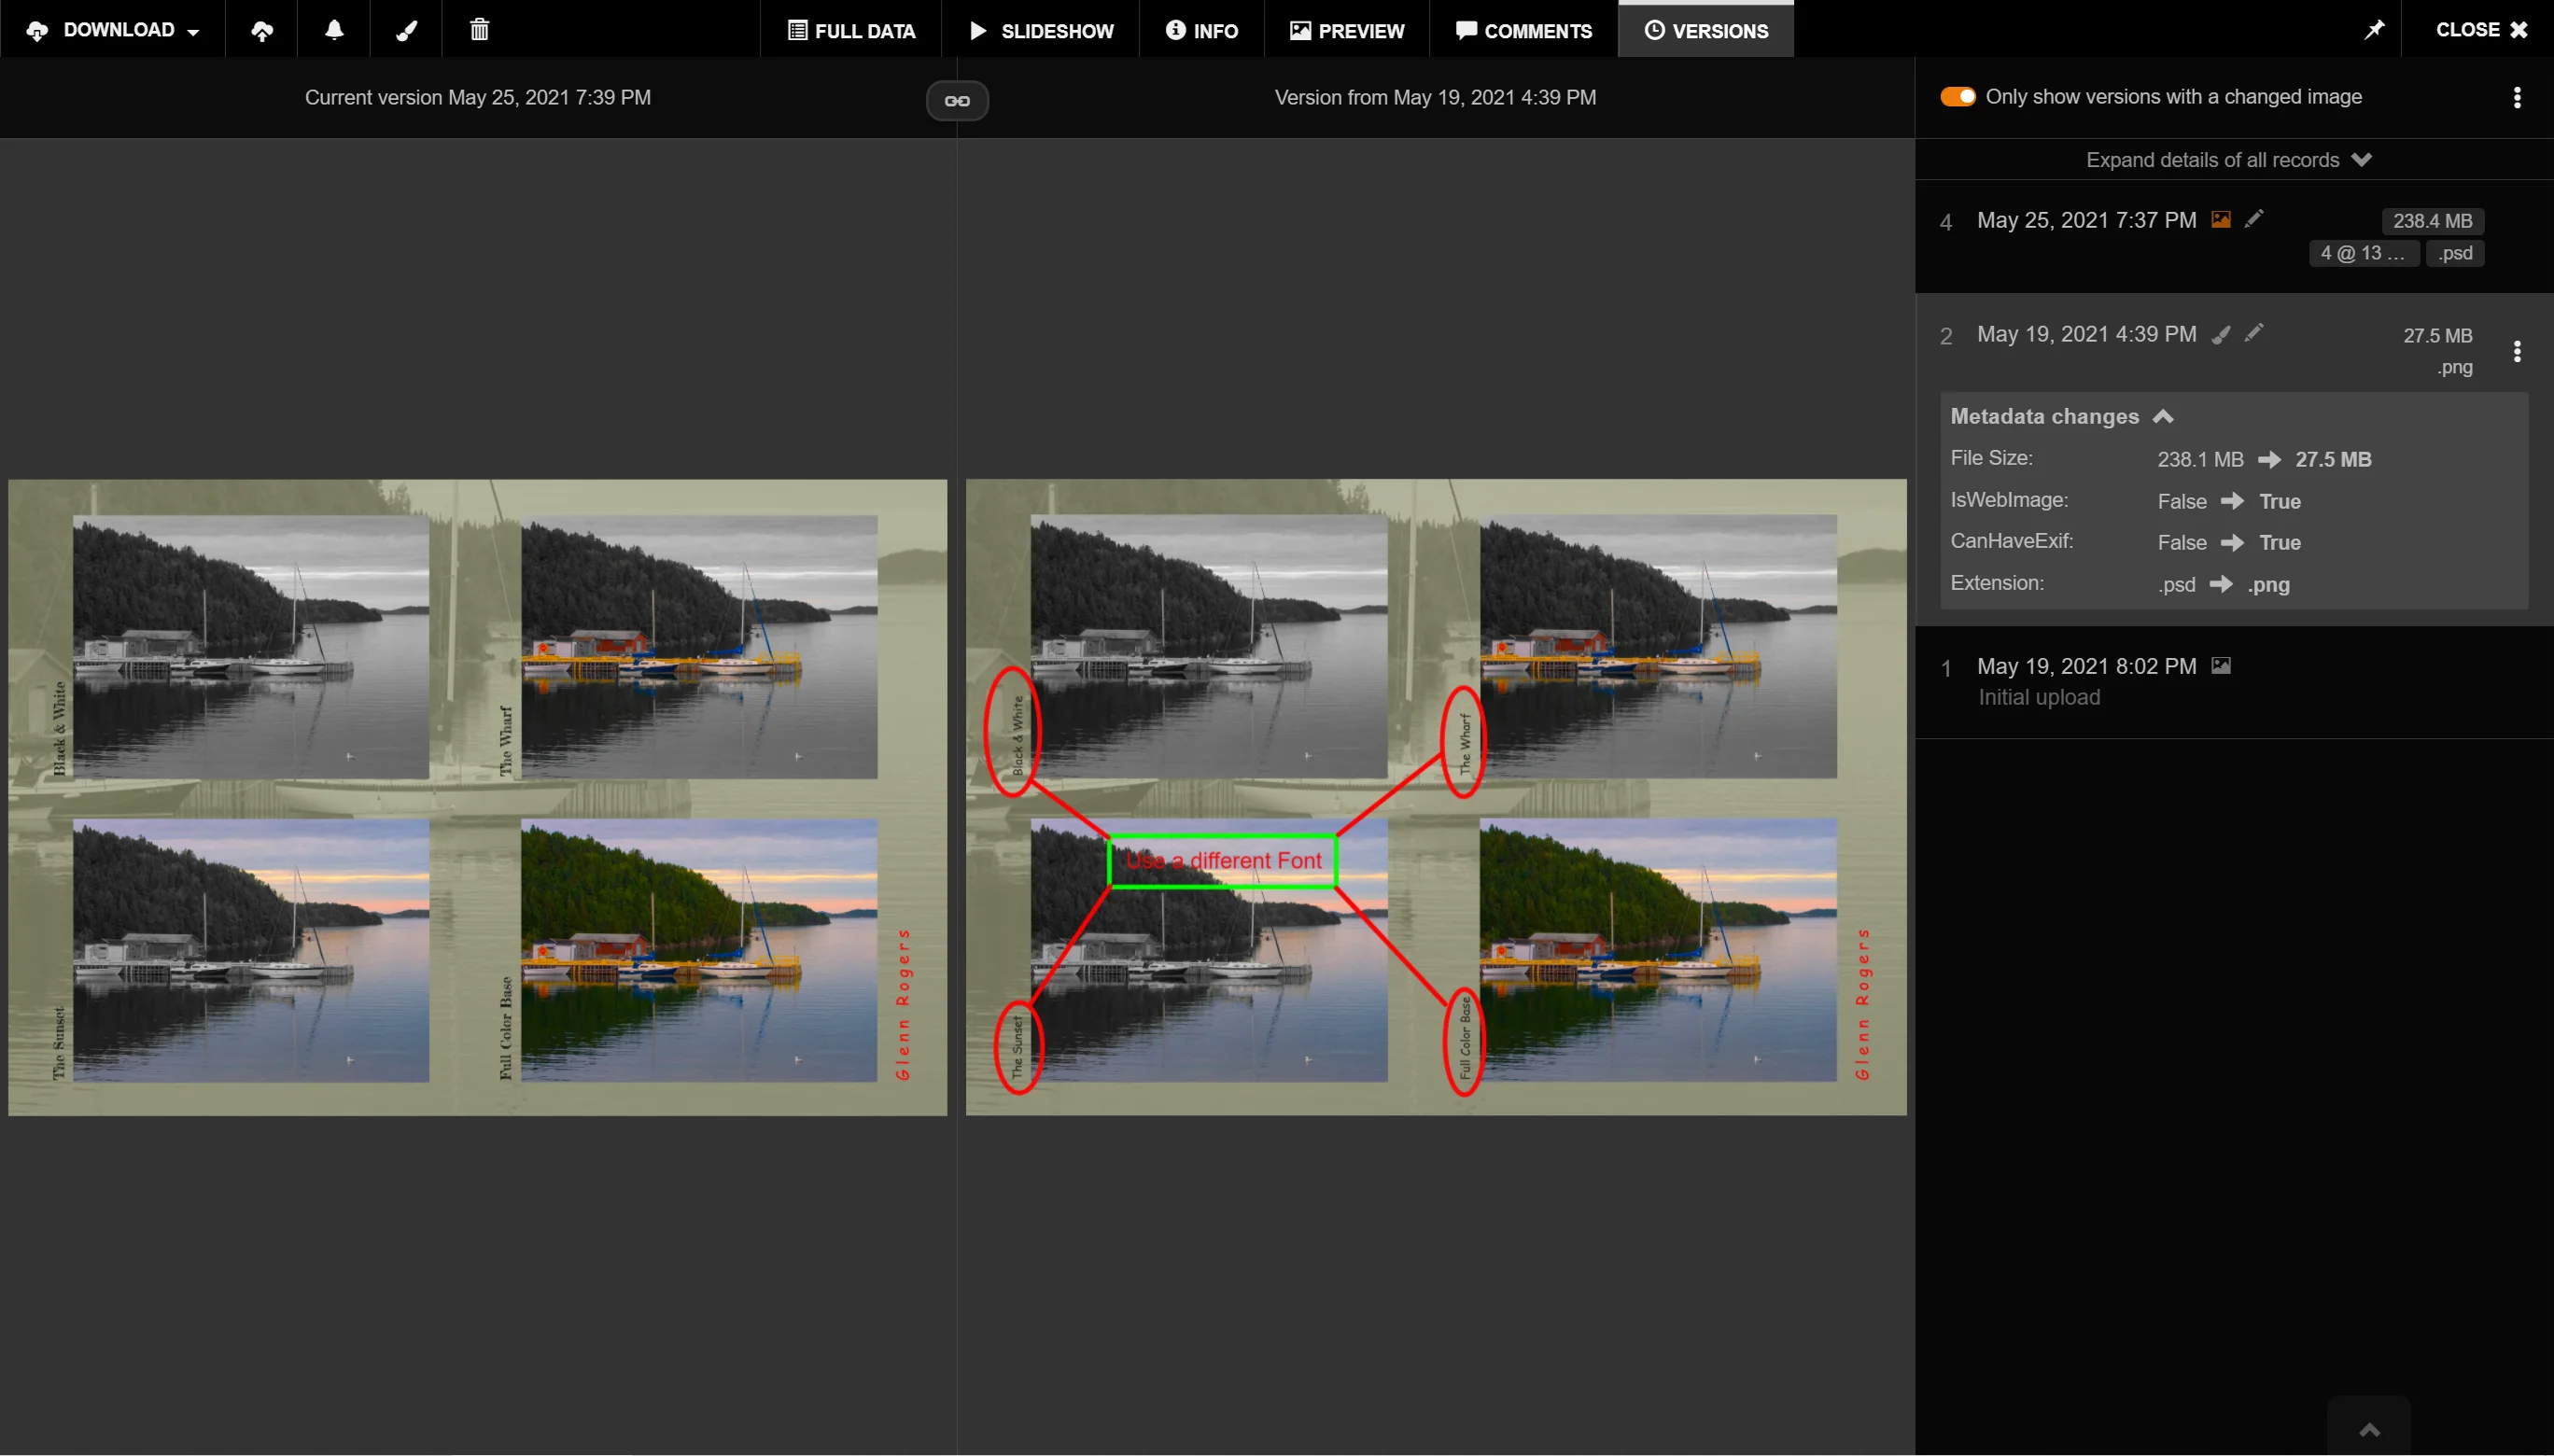 DOWNLOAD
FULL DATA
SLIDESHOW
INFO
PREVIEW
COMMENTS
VERSIONS
CLOSE
Current version May 25, 2021 7:39 PM
Version from May 19, 2021 4:39 PM
Only show versions with a changed image
Expand details of all records
4 May 25, 2021 7:37 PM 238.4 MB
4 @ 13 ... .psd
2 May 19, 2021 4:39 PM 27.5 MB
.png
Metadata changes
File Size: 238.1 MB 27.5 MB
IsWebImage: False True
CanHaveExif: False True
Extension: .psd .png
1 May 19, 2021 8:02 PM
Initial upload
Black & White
The Wharf
The Sunset
Full Color Base
Glenn Rogers
Black & White
The Wharf
Use a different Font
The Sunset
Full Color Base
Glenn Rogers